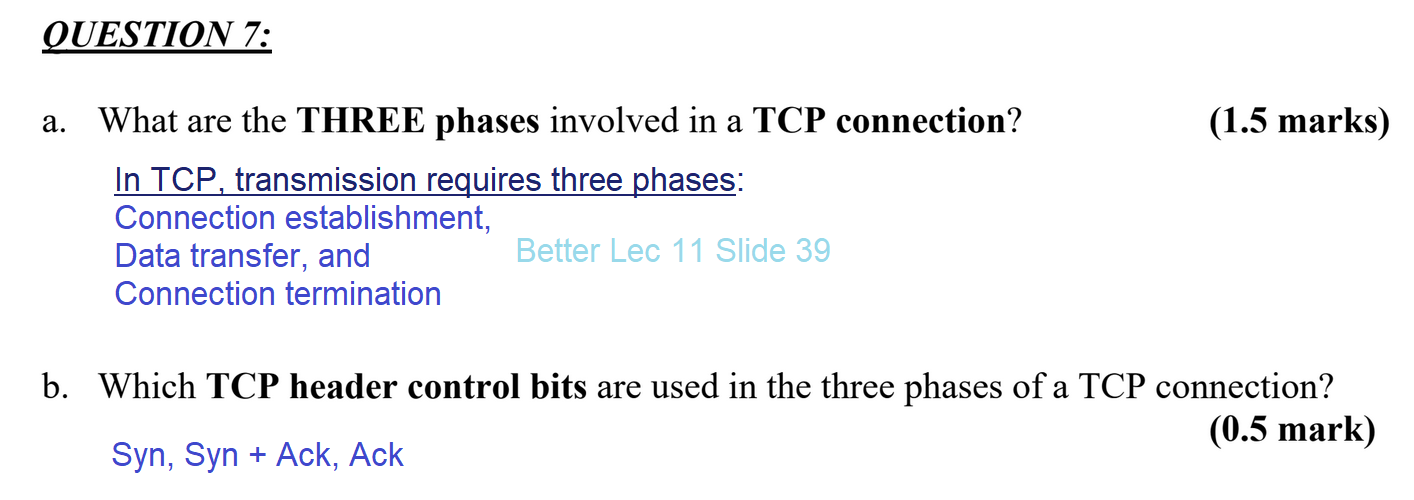 QUESTION 7:
a. What are the THREE phases involved in a TCP connection? (1.5 marks)
In TCP, transmission requires three phases:
Connection establishment,
Data transfer, and
Better Lec 11 Slide 39
Connection termination
b. Which TCP header control bits are used in the three phases of a TCP connection?
(0.5 mark)
Syn, Syn + Ack, Ack